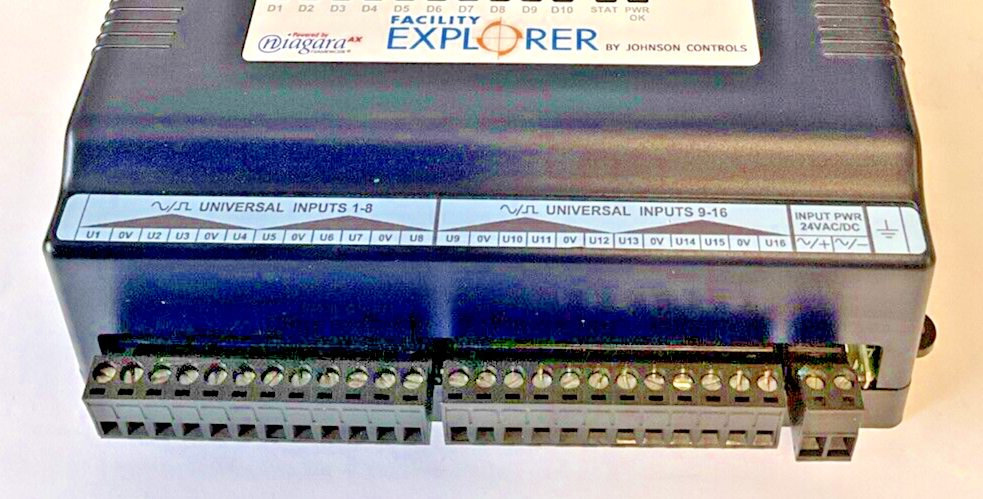 D1 D2 D3 D4 D5 D6 D7 D8 D9 D10 STAT PWR OK
Powered by
niagara AX
FRAMEWORK®
FACILITY
EXPLORER BY JOHNSON CONTROLS
UNIVERSAL INPUTS 1-8
U1 0V U2 U3 0V U4 U5 0V U6 U7 0V U8
UNIVERSAL INPUTS 9-16
U9 0V U10 U11 0V U12 U13 0V U14 U15 0V U16
INPUT PWR
24VAC/DC
∿/+ ∿/−